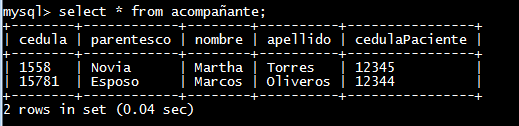 mysql> select * from acompañante;
+--------+------------+--------+-----------+----------------+
| cedula | parentesco | nombre | apellido | cedulaPaciente |
+--------+------------+--------+-----------+----------------+
| 1558 | Novia | Martha | Torres | 12345 |
| 15781 | Esposo | Marcos | Oliveros | 12344 |
+--------+------------+--------+-----------+----------------+
2 rows in set (0.04 sec)